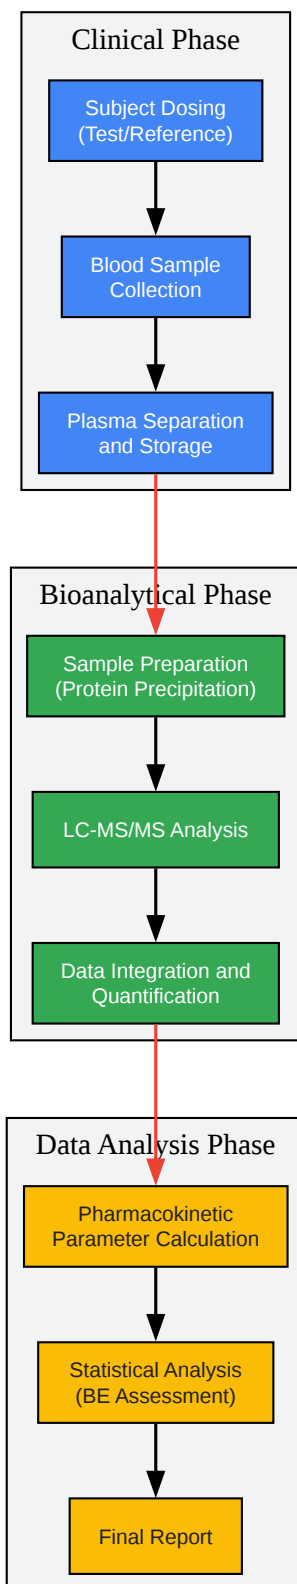 Clinical Phase
Subject Dosing
(Test/Reference)
Blood Sample
Collection
Plasma Separation
and Storage
Bioanalytical Phase
Sample Preparation
(Protein Precipitation)
LC-MS/MS Analysis
Data Integration and
Quantification
Data Analysis Phase
Pharmacokinetic
Parameter Calculation
Statistical Analysis
(BE Assessment)
Final Report